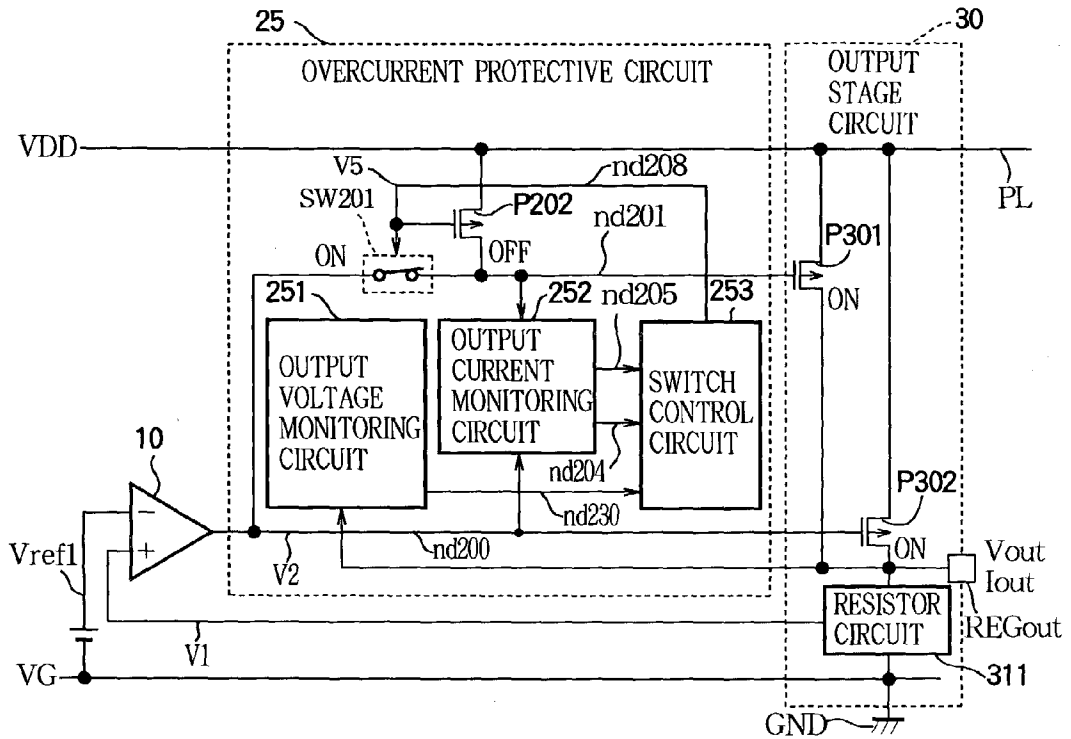 25
30
OVERCURRENT PROTECTIVE CIRCUIT
OUTPUT
STAGE
CIRCUIT
VDD
PL
V5
nd208
SW201
P202
nd201
P301
ON
OFF
ON
251
252
nd205
253
OUTPUT
VOLTAGE
MONITORING
CIRCUIT
OUTPUT
CURRENT
MONITORING
CIRCUIT
SWITCH
CONTROL
CIRCUIT
10
nd204
nd230
P302
Vref1
V2
nd200
ON
Vout
Iout
REGout
V1
RESISTOR
CIRCUIT
311
VG
GND